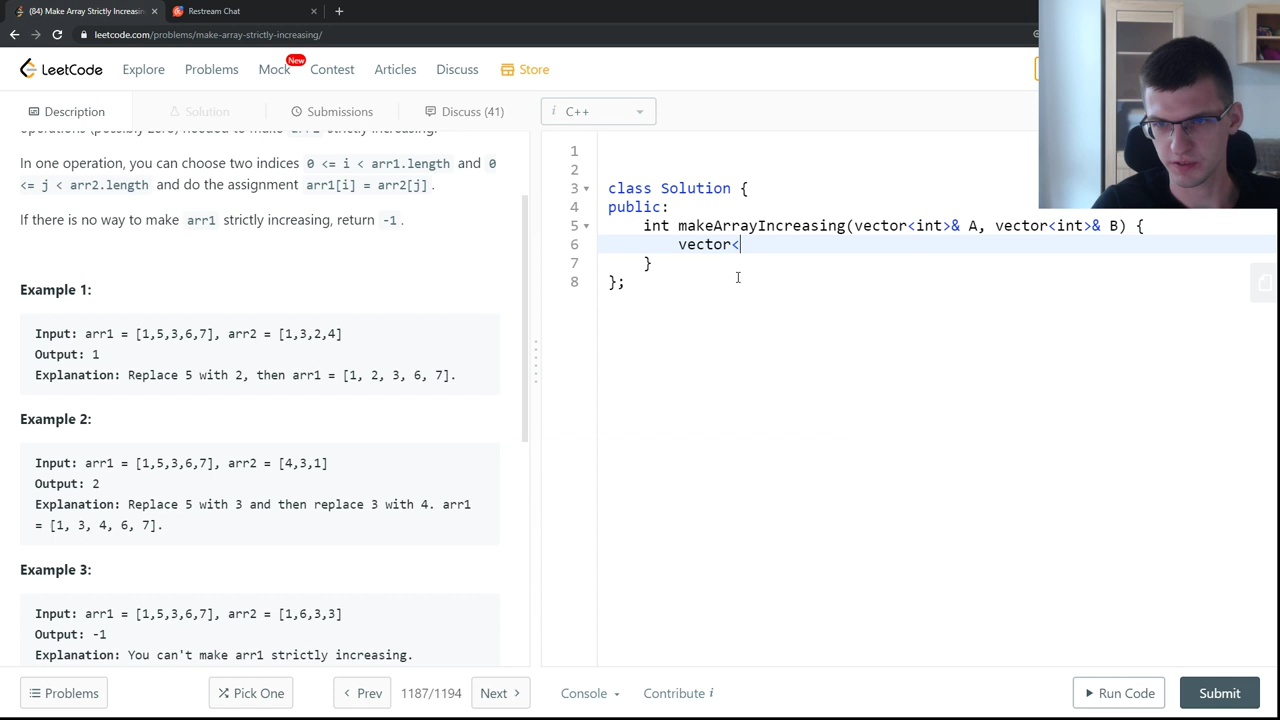 (84) Make Array Strictly Increasin
Restream Chat
leetcode.com/problems/make-array-strictly-increasing/
LeetCode
Explore
Problems
Mock
New
Contest
Articles
Discuss
Store
Description
Solution
Submissions
Discuss (41)
i C++
operations (possibly zero) needed to make arr1 strictly increasing.
In one operation, you can choose two indices 0 <= i < arr1.length and 0
<= j < arr2.length and do the assignment arr1[i] = arr2[j].
If there is no way to make arr1 strictly increasing, return -1.
Example 1:
Input: arr1 = [1,5,3,6,7], arr2 = [1,3,2,4]
Output: 1
Explanation: Replace 5 with 2, then arr1 = [1, 2, 3, 6, 7].
Example 2:
Input: arr1 = [1,5,3,6,7], arr2 = [4,3,1]
Output: 2
Explanation: Replace 5 with 3 and then replace 3 with 4. arr1
= [1, 3, 4, 6, 7].
Example 3:
Input: arr1 = [1,5,3,6,7], arr2 = [1,6,3,3]
Output: -1
Explanation: You can't make arr1 strictly increasing.
1
2
3 class Solution {
4 public:
5 int makeArrayIncreasing(vector<int>& A, vector<int>& B) {
6 vector<
7 }
8 };
Problems
Pick One
Prev
1187/1194
Next
Console
Contribute i
Run Code
Submit